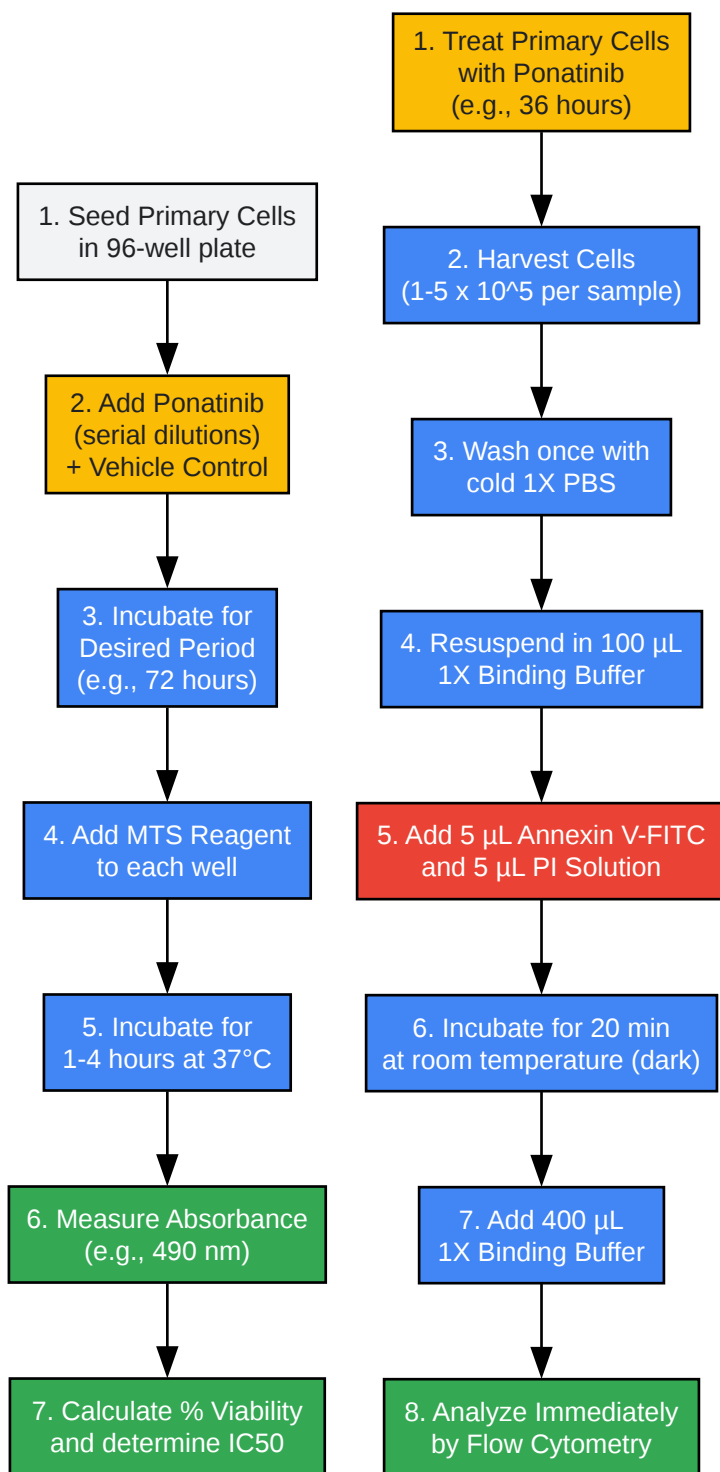 1. Seed Primary Cells
in 96-well plate
2. Add Ponatinib
(serial dilutions)
+ Vehicle Control
3. Incubate for
Desired Period
(e.g., 72 hours)
4. Add MTS Reagent
to each well
5. Incubate for
1-4 hours at 37°C
6. Measure Absorbance
(e.g., 490 nm)
7. Calculate % Viability
and determine IC50
1. Treat Primary Cells
with Ponatinib
(e.g., 36 hours)
2. Harvest Cells
(1-5 x 10^5 per sample)
3. Wash once with
cold 1X PBS
4. Resuspend in 100 µL
1X Binding Buffer
5. Add 5 µL Annexin V-FITC
and 5 µL PI Solution
6. Incubate for 20 min
at room temperature (dark)
7. Add 400 µL
1X Binding Buffer
8. Analyze Immediately
by Flow Cytometry